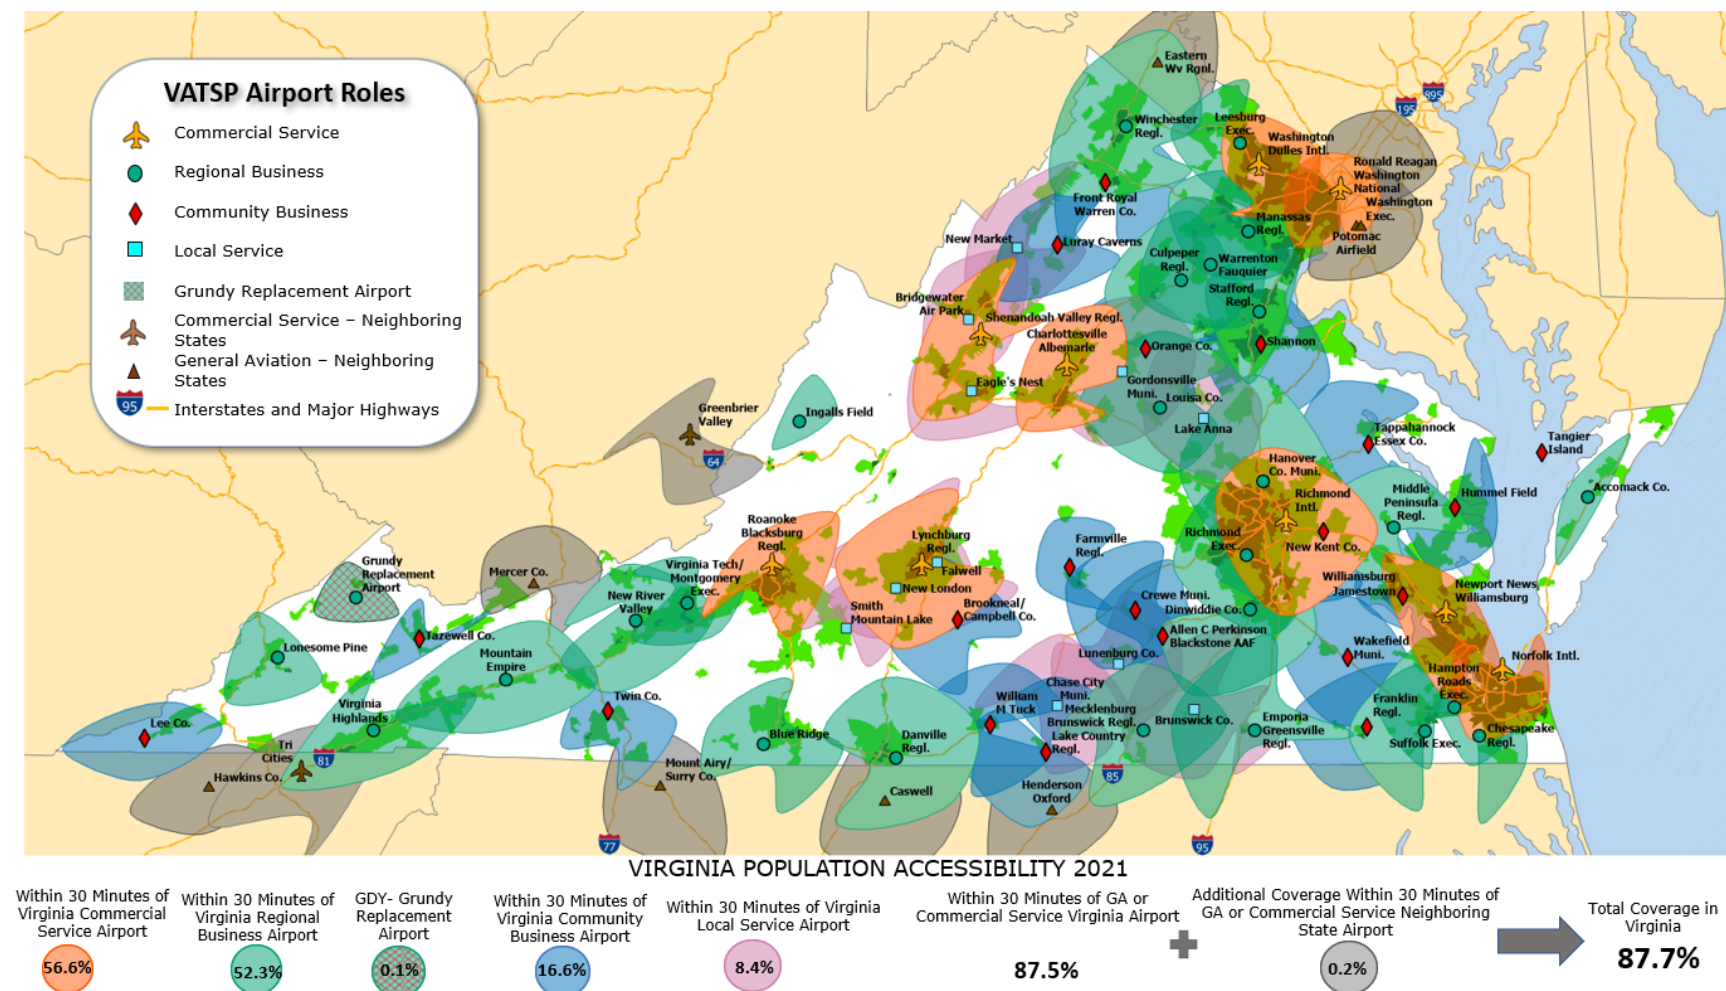 VATSP Airport Roles
Commercial Service
Regional Business
Community Business
Local Service
Grundy Replacement Airport
Commercial Service – Neighboring
States
General Aviation – Neighboring
States
95
Interstates and Major Highways
Eastern
Wv Rgnl.
895
195
Winchester
Regl.
Leesburg
Exec.
Washington
Dulles Intl.
Ronald Reagan
Washington
National
Washington
Exec.
Potomac
Airfield
Front Royal
Warren Co.
Manassas
Regl.
New Market
Luray Caverns
Culpeper
Regl.
Warrenton
Fauquier
Stafford
Regl.
Bridgewater
Air Park
Shenandoah Valley Regl.
Charlottesville
Albemarle
Orange Co.
Shannon
Eagle's Nest
Gordonsville
Muni.
Louisa Co.
Lake Anna
Greenbrier
Valley
64
Ingalls Field
Tappahannock
Essex Co.
Tangier
Island
Hanover
Co. Muni.
Richmond
Intl.
Middle
Peninsula
Regl.
Hummel Field
Accomack Co.
Roanoke
Blacksburg
Regl.
Lynchburg
Regl.
Falwell
New London
Farmville
Regl.
Richmond
Exec.
New Kent Co.
Grundy
Replacement
Airport
Mercer Co.
Virginia Tech/
Montgomery
Exec.
New River
Valley
Smith
Mountain Lake
Brookneal/
Campbell Co.
Crewe Muni.
Dinwiddie Co.
Allen C Perkinson
Blackstone AAF
Williamsburg
Jamestown
Newport News
Williamsburg
Lonesome Pine
Tazewell Co.
Mountain
Empire
Lunenburg Co.
Wakefield
Muni.
Norfolk Intl.
Hampton
Roads
Exec.
Lee Co.
Virginia
Highlands
Twin Co.
William
M Tuck
Chase City
Muni.
Mecklenburg
Brunswick Regl.
Lake Country
Regl.
Brunswick Co.
Emporia
Greensville
Regl.
Franklin
Regl.
Suffolk Exec.
Chesapeake
Regl.
Blue Ridge
Danville
Regl.
Tri
Cities
81
Hawkins Co.
Mount Airy/
Surry Co.
Caswell
Henderson
Oxford
85
77
95
VIRGINIA POPULATION ACCESSIBILITY 2021
Within 30 Minutes of
Virginia Commercial
Service Airport
56.6%
Within 30 Minutes of
Virginia Regional
Business Airport
52.3%
GDY- Grundy
Replacement
Airport
0.1%
Within 30 Minutes of
Virginia Community
Business Airport
16.6%
Within 30 Minutes of Virginia
Local Service Airport
8.4%
Within 30 Minutes of GA or
Commercial Service Virginia Airport
87.5%
Additional Coverage Within 30 Minutes of
GA or Commercial Service Neighboring
State Airport
0.2%
Total Coverage in
Virginia
87.7%